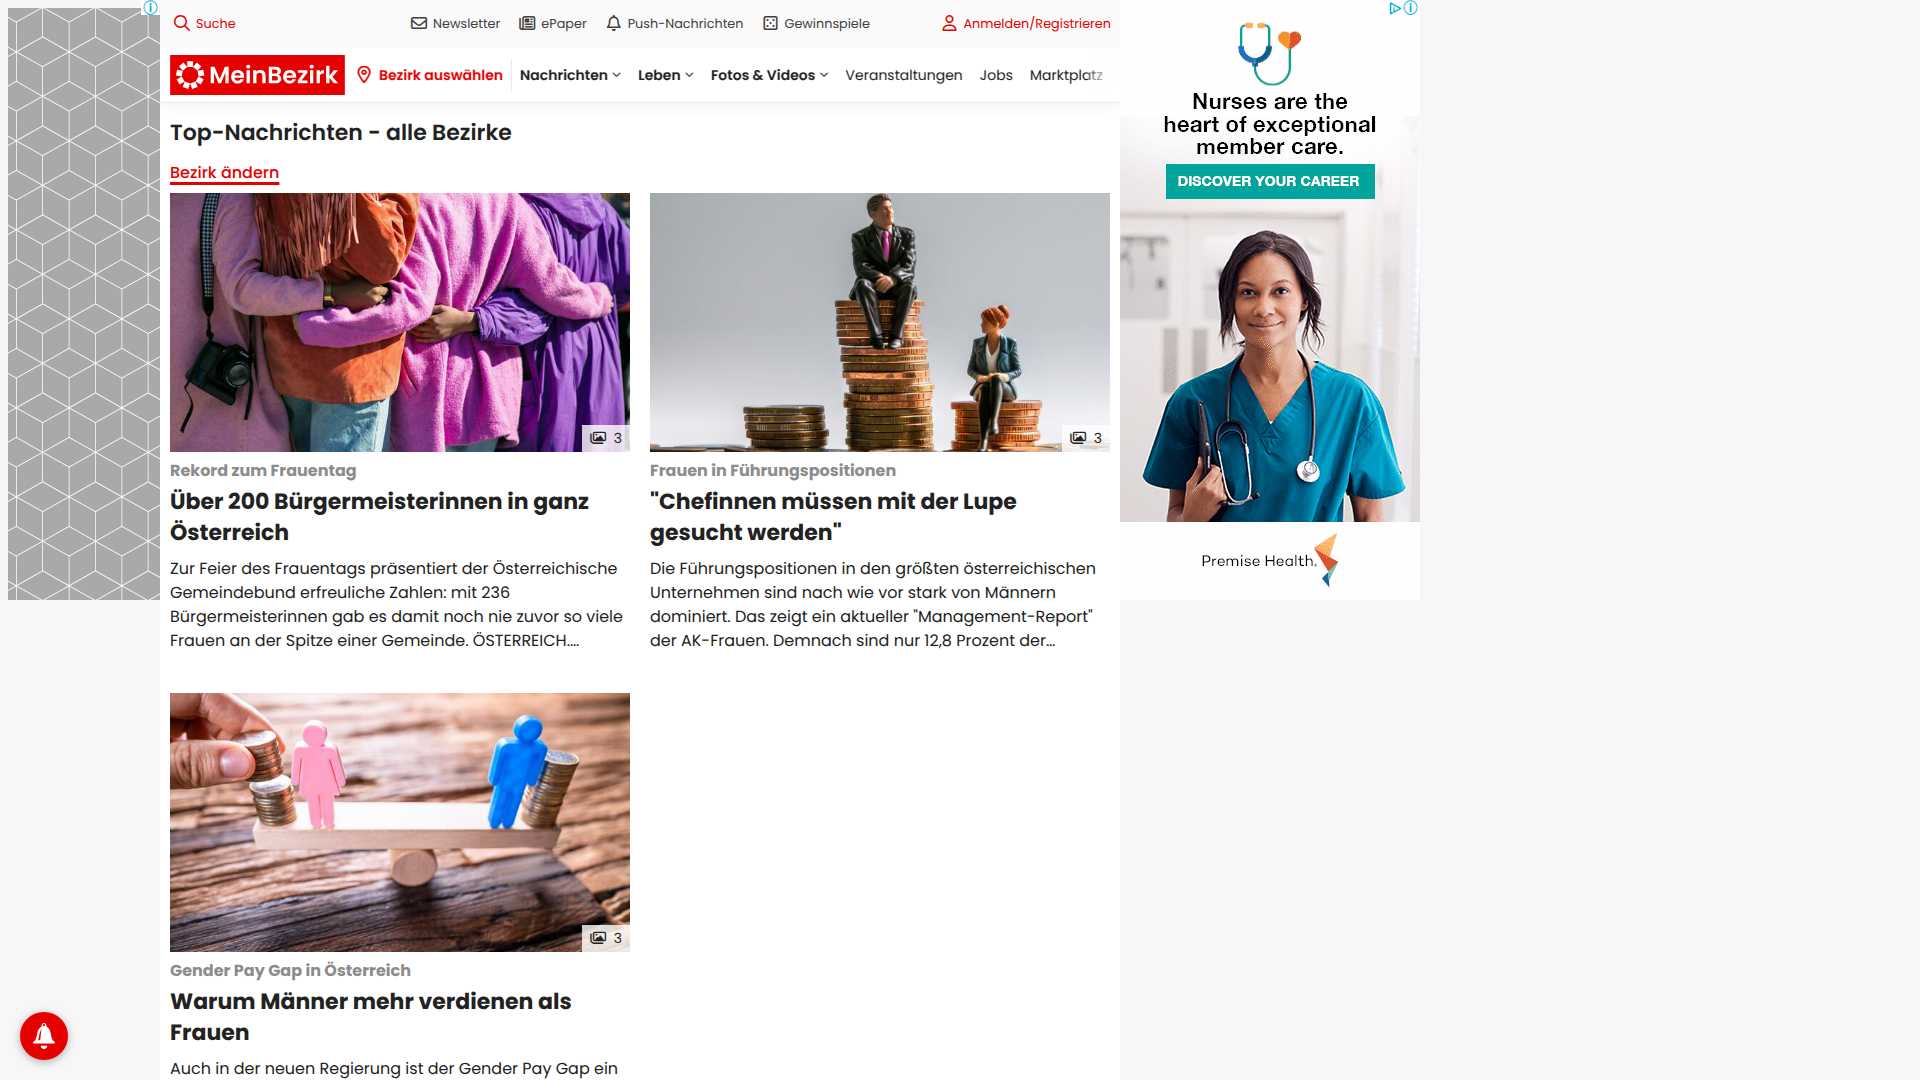 Suche
Newsletter
ePaper
Push-Nachrichten
Gewinnspiele
Anmelden/Registrieren
MeinBezirk
Bezirk auswählen
Nachrichten
Leben
Fotos & Videos
Veranstaltungen
Jobs
Marktplatz
Top-Nachrichten - alle Bezirke
Bezirk ändern
3
Rekord zum Frauentag
Über 200 Bürgermeisterinnen in ganz
Österreich
Zur Feier des Frauentags präsentiert der Österreichische
Gemeindebund erfreuliche Zahlen: mit 236
Bürgermeisterinnen gab es damit noch nie zuvor so viele
Frauen an der Spitze einer Gemeinde. ÖSTERREICH....
3
Frauen in Führungspositionen
"Chefinnen müssen mit der Lupe
gesucht werden"
Die Führungspositionen in den größten österreichischen
Unternehmen sind nach wie vor stark von Männern
dominiert. Das zeigt ein aktueller "Management-Report"
der AK-Frauen. Demnach sind nur 12,8 Prozent der...
3
Gender Pay Gap in Österreich
Warum Männer mehr verdienen als
Frauen
Auch in der neuen Regierung ist der Gender Pay Gap ein
Nurses are the
heart of exceptional
member care.
DISCOVER YOUR CAREER
Premise Health.